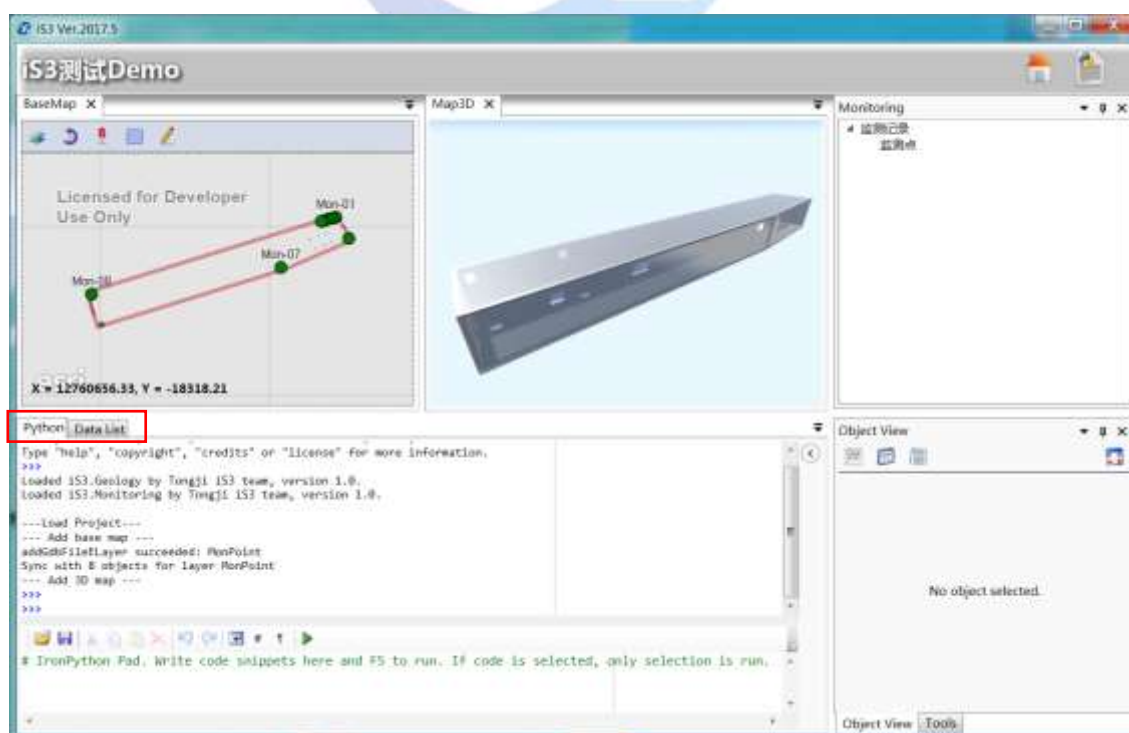 iS3 Ver.2017.5
iS3测试Demo
BaseMap X
Map3D X
Monitoring
监测记录
监测点
Licensed for Developer
Use Only
Mon-01
Mon-07
Mon-08
esri
X = 12760656.33, Y = -18318.21
Python Data List
Type "help", "copyright", "credits" or "license" for more information.
>>>
Loaded iS3.Geology by Tongji iS3 team, version 1.0.
Loaded iS3.Monitoring by Tongji iS3 team, version 1.0.
---Load Project---
--- Add base map ---
addGdbFileELayer succeeded: MonPoint
Sync with 8 objects for layer MonPoint
--- Add 3D map ---
>>>
>>>
# IronPython Pad. Write code snippets here and F5 to run. If code is selected, only selection is run.
Object View
No object selected.
Object View Tools